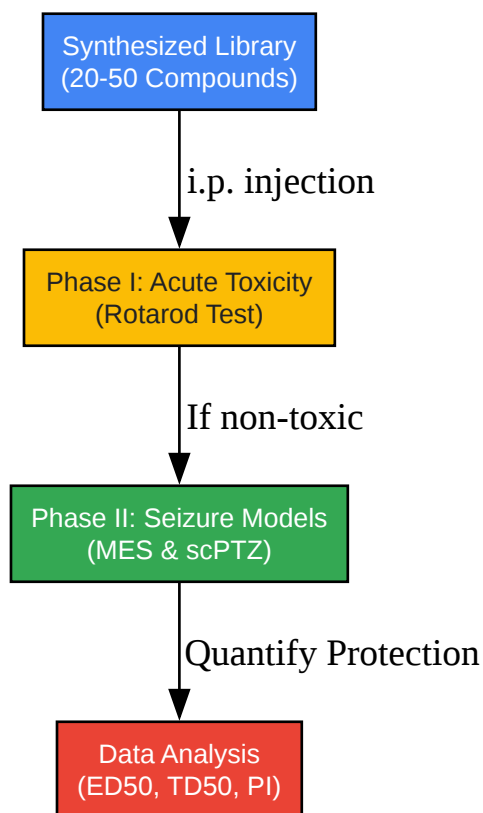 Synthesized Library
(20-50 Compounds)
i.p. injection
Phase I: Acute Toxicity
(Rotarod Test)
If non-toxic
Phase II: Seizure Models
(MES & scPTZ)
Quantify Protection
Data Analysis
(ED50, TD50, PI)